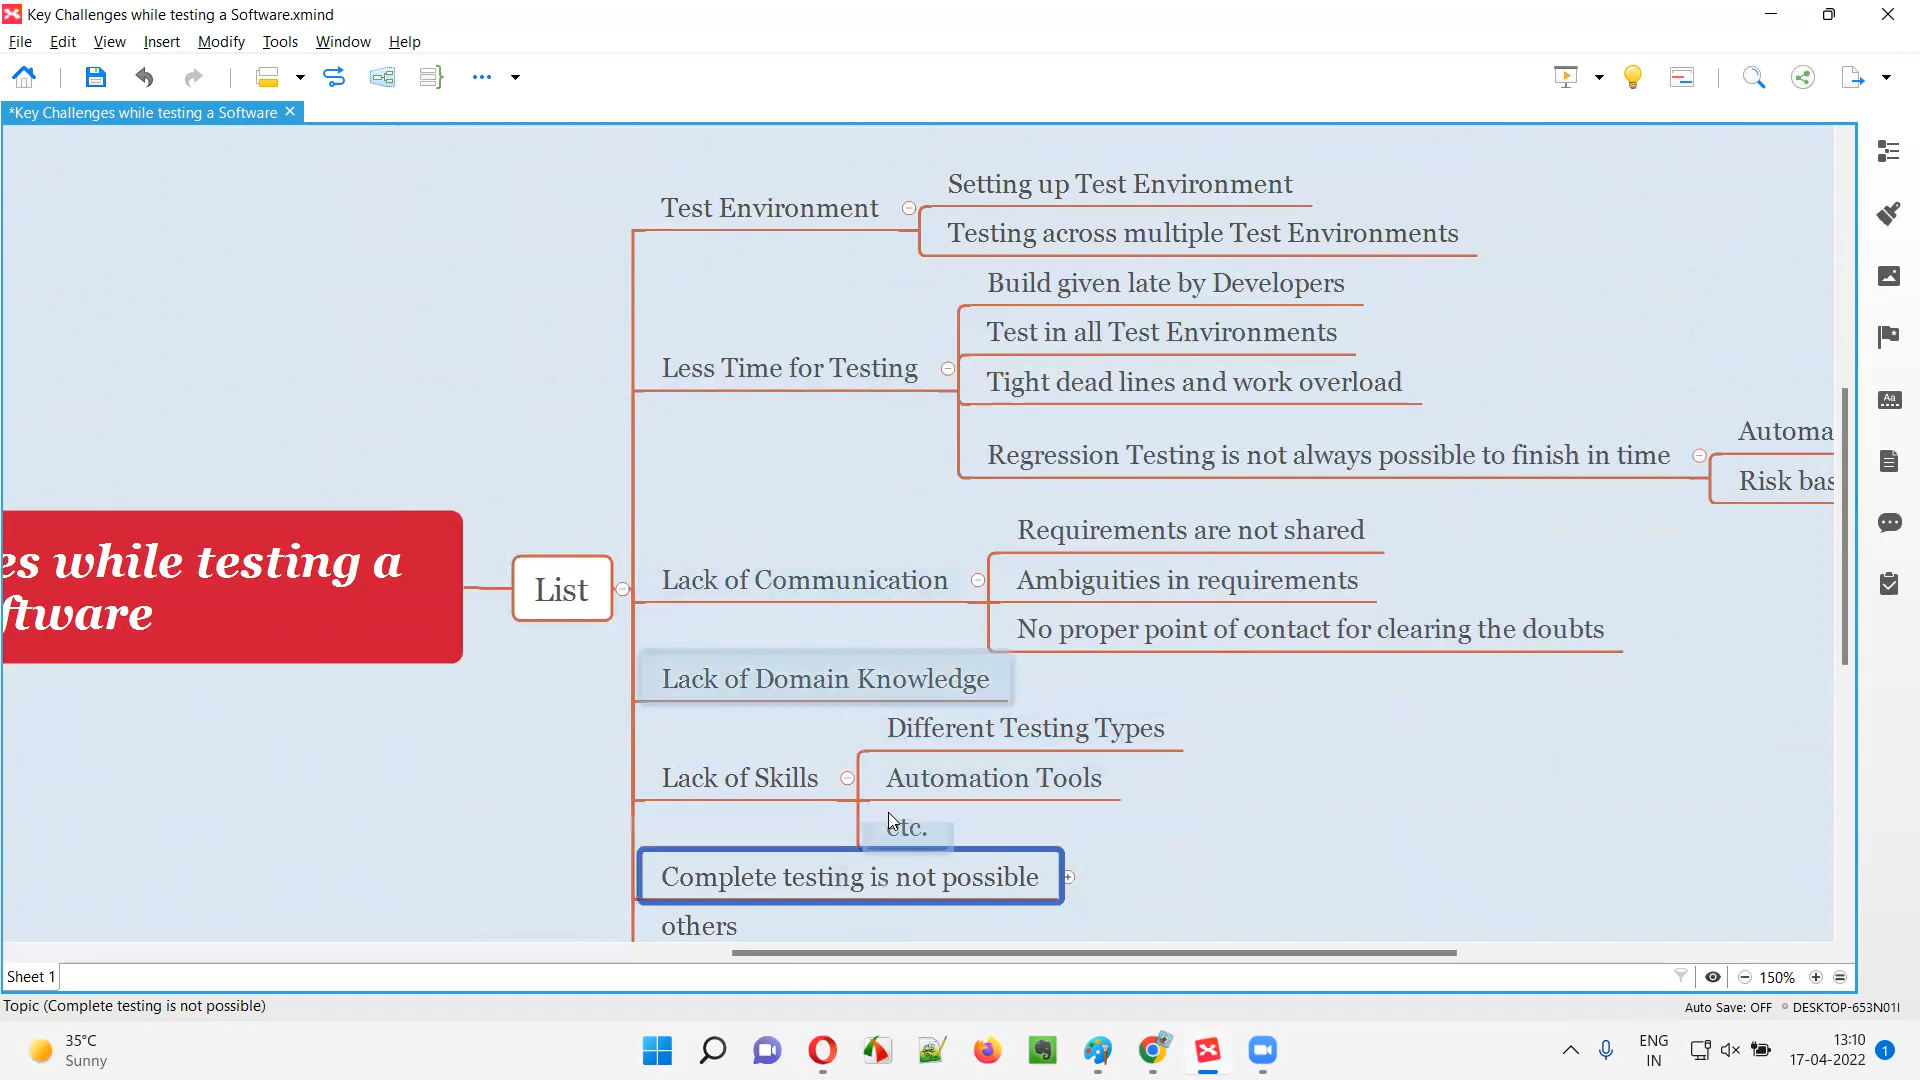 Key Challenges while testing a Software.xmind
File Edit View Insert Modify Tools Window Help
*Key Challenges while testing a Software
Setting up Test Environment
Test Environment
Testing across multiple Test Environments
Build given late by Developers
Test in all Test Environments
Less Time for Testing
Tight dead lines and work overload
Automa
Regression Testing is not always possible to finish in time
Risk bas
Requirements are not shared
es while testing a
ftware
List
Lack of Communication
Ambiguities in requirements
No proper point of contact for clearing the doubts
Lack of Domain Knowledge
Different Testing Types
Lack of Skills
Automation Tools
etc.
Complete testing is not possible
others
Sheet 1
150%
Topic (Complete testing is not possible)
Auto Save: OFF
DESKTOP-653N01I
35°C
Sunny
ENG
IN
13:10
17-04-2022
1
Aa